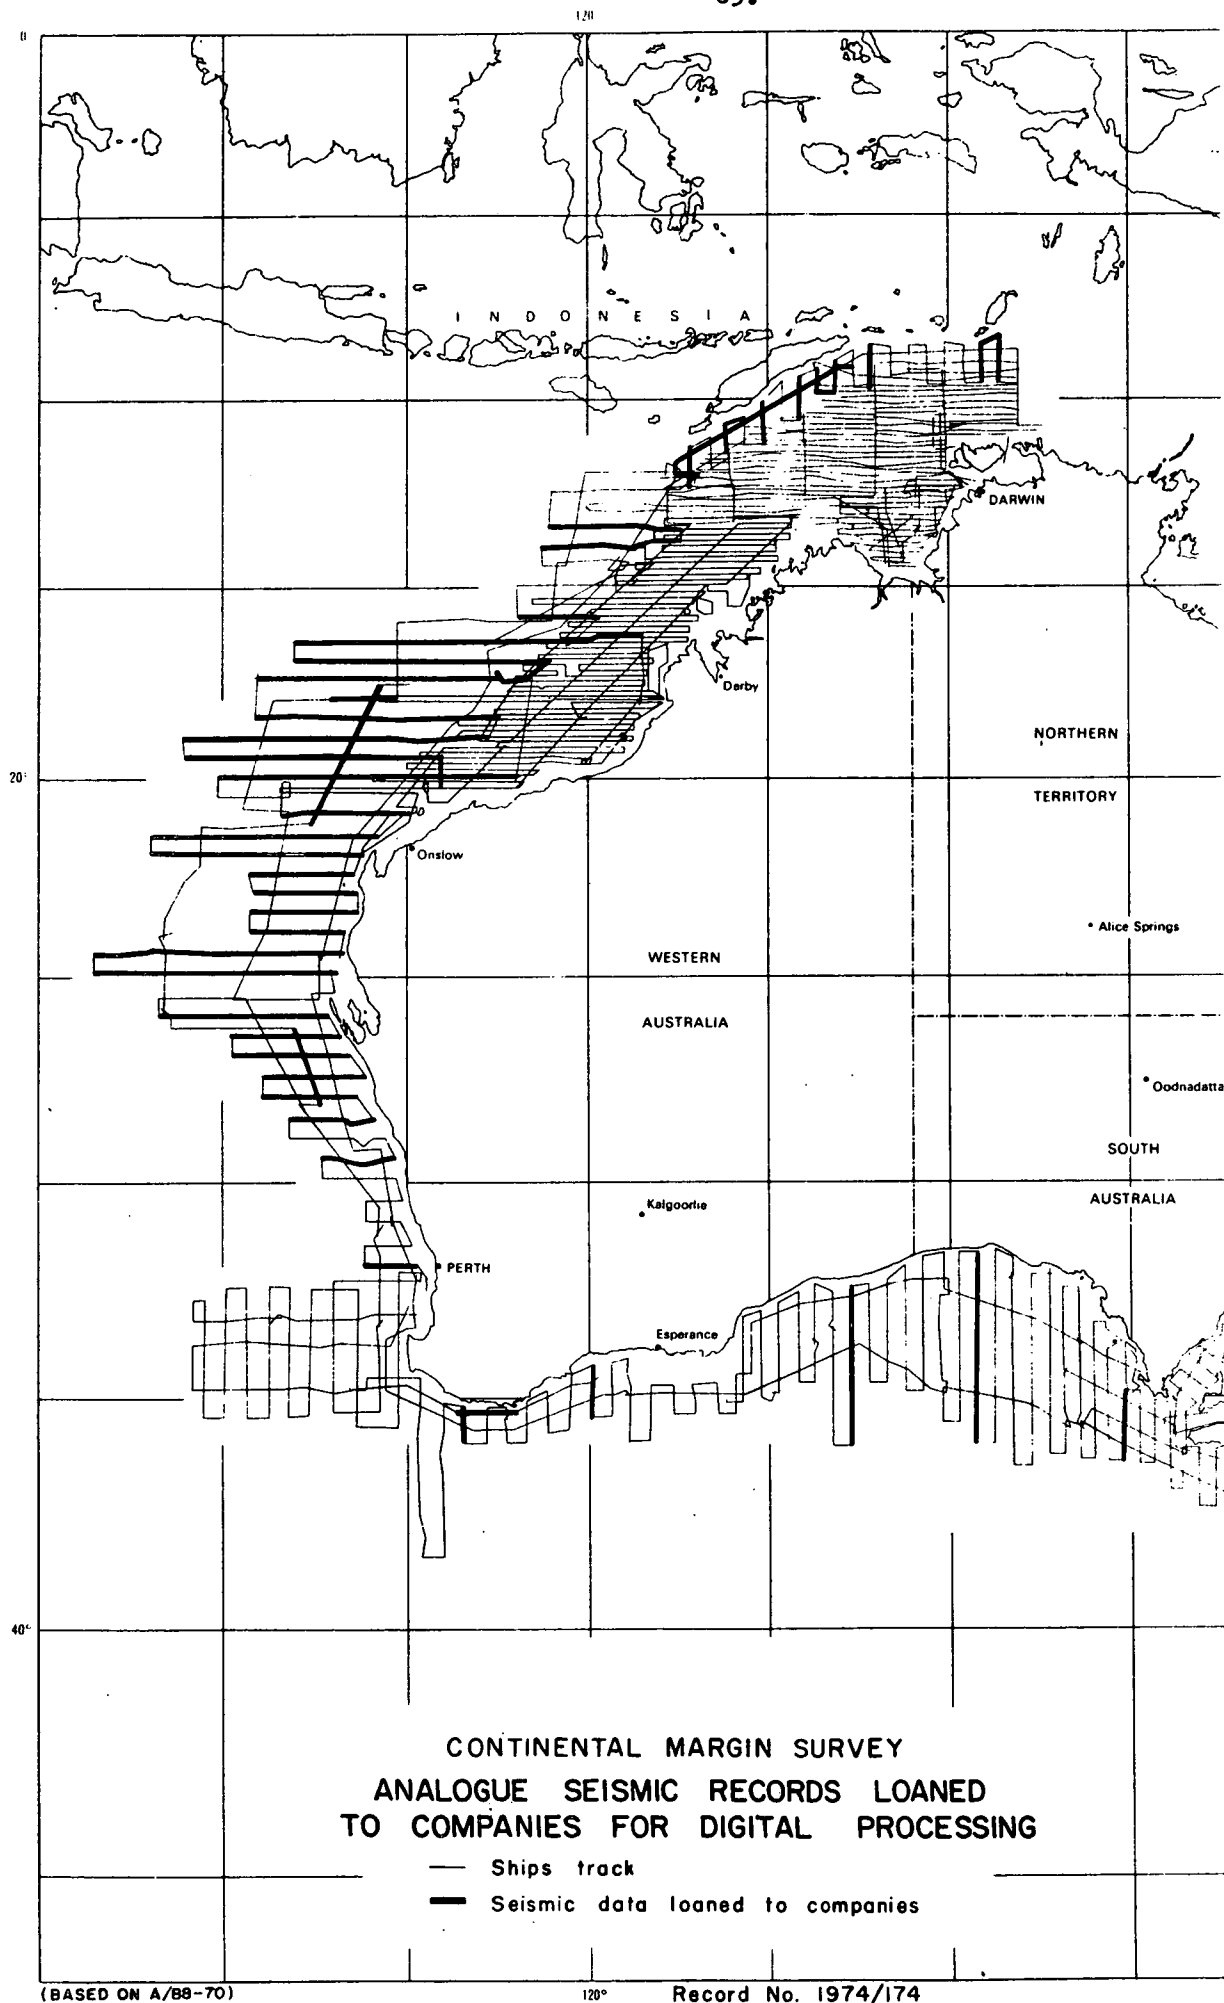 120
0
INDONESIA
DARWIN
Derby
NORTHERN
20°
TERRITORY
Onslow
Alice Springs
WESTERN
AUSTRALIA
Oodnadatta
SOUTH
Kalgoorlie
AUSTRALIA
PERTH
Esperance
40°
CONTINENTAL MARGIN SURVEY
ANALOGUE SEISMIC RECORDS LOANED
TO COMPANIES FOR DIGITAL PROCESSING
Ships track
Seismic data loaned to companies
(BASED ON A/B8-70)
120°
Record No. 1974/174